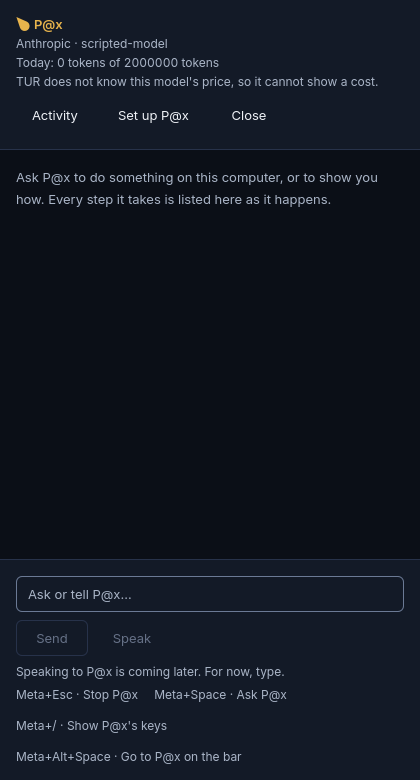 P@x
Anthropic · scripted-model
Today: 0 tokens of 2000000 tokens
TUR does not know this model's price, so it cannot show a cost.
Activity Set up P@x Close
Ask P@x to do something on this computer, or to show you
how. Every step it takes is listed here as it happens.
Ask or tell P@x...
Send Speak
Speaking to P@x is coming later. For now, type.
Meta+Esc · Stop P@x Meta+Space · Ask P@x
Meta+/ · Show P@x's keys
Meta+Alt+Space · Go to P@x on the bar